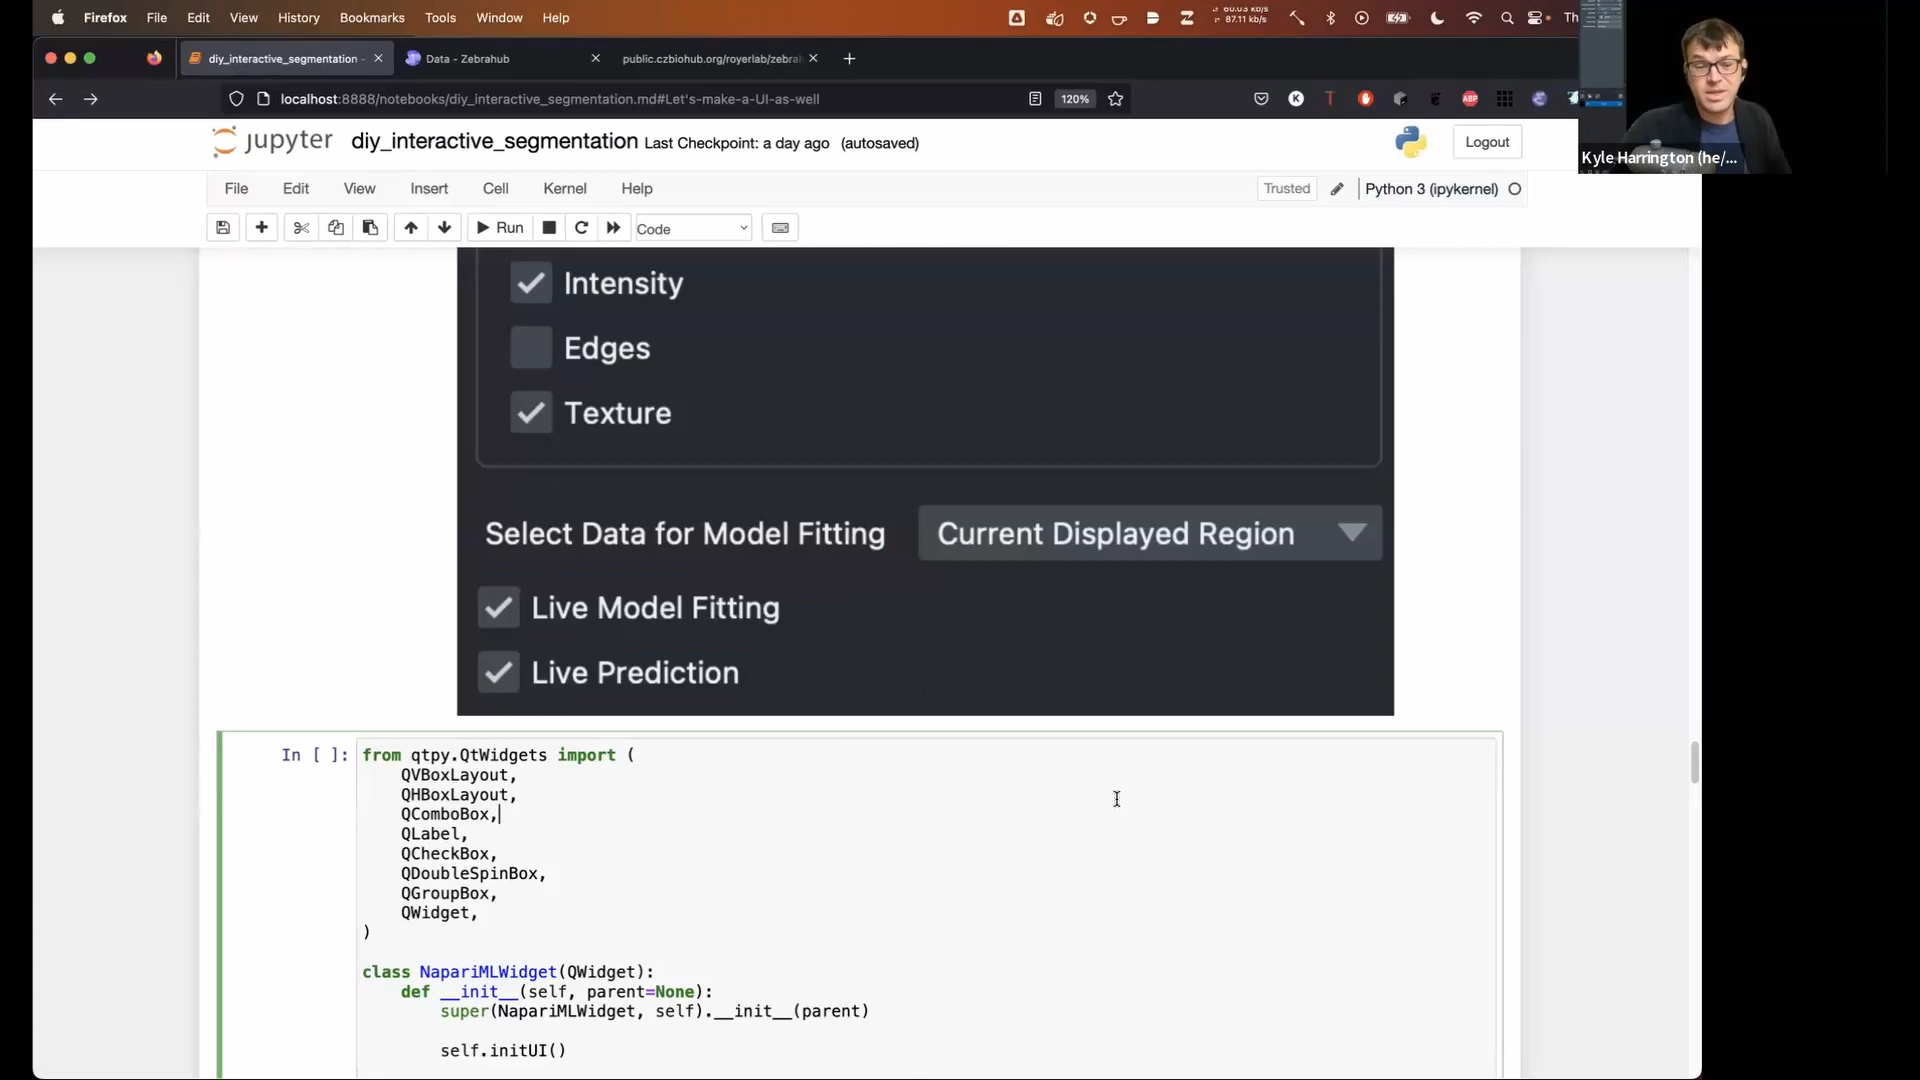 Firefox File Edit View History Bookmarks Tools Window Help
87.11 kb/s
Th
diy_interactive_segmentation -
Data - Zebrahub
public.czbiohub.org/royerlab/zebra
localhost:8888/notebooks/diy_interactive_segmentation.md#Let's-make-a-UI-as-well
120%
K
T
ABP
jupyter diy_interactive_segmentation Last Checkpoint: a day ago (autosaved)
Logout
Kyle Harrington (he/...
File Edit View Insert Cell Kernel Help
Trusted
Python 3 (ipykernel)
Run
Code
Intensity
Edges
Texture
Select Data for Model Fitting
Current Displayed Region
Live Model Fitting
Live Prediction
In [ ]: from qtpy.QtWidgets import (
QVBoxLayout,
QHBoxLayout,
QComboBox,
QLabel,
QCheckBox,
QDoubleSpinBox,
QGroupBox,
QWidget,
)
class NapariMLWidget(QWidget):
def __init__(self, parent=None):
super(NapariMLWidget, self).__init__(parent)
self.initUI()